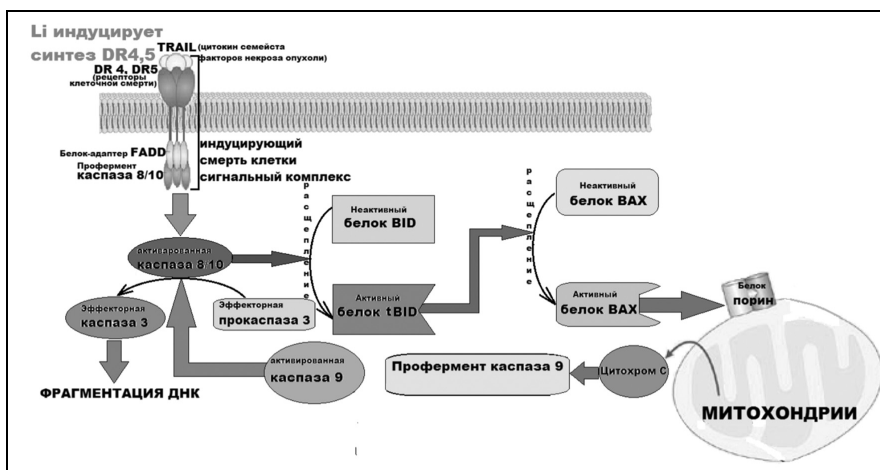 Li индуцирует
синтез DR4,5
TRAIL (цитокин семейста
факторов некроза опухоли)
DR 4, DR5
(рецепторы
клеточной смерти)
Белок-адаптер FADD
Профермент
каспаза 8/10
индуцирующий
смерть клетки
сигнальный комплекс
расщепление
Неактивный
белок BID
расщепление
Неактивный
белок BAX
активарованная
каспаза 8/10
Эффекторная
каспаза 3
Эффекторная
прокаспаза 3
Активный
белок tBID
Активный
белок BAX
Белок
порин
активированная
каспаза 9
Профермент каспаза 9
Цитохром С
ФРАГМЕНТАЦИЯ ДНК
МИТОХОНДРИИ